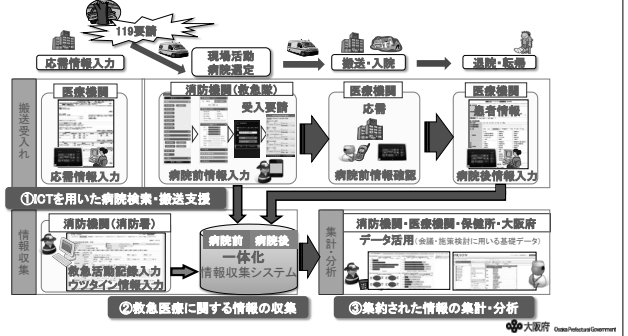 119要請
応需情報入力
現場活動
病院選定
搬送・入院
退院・転帰
搬送受入れ
医療機関
応需情報入力
消防機関(救急隊)
受入要請
病院前情報入力
医療機関
応需
病院前情報確認
医療機関
患者情報
病院後情報入力
①ICTを用いた病院検索・搬送支援
情報収集
消防機関(消防署)
救急活動記録入力
ウツタイン情報入力
病院前 病院後
一体化
情報収集システム
集計・分析
消防機関・医療機関・保健所・大阪府
データ活用(会議・施策検討に用いる基礎データ)
②救急医療に関する情報の収集
③集約された情報の集計・分析
大阪府 Osaka Prefectural Government